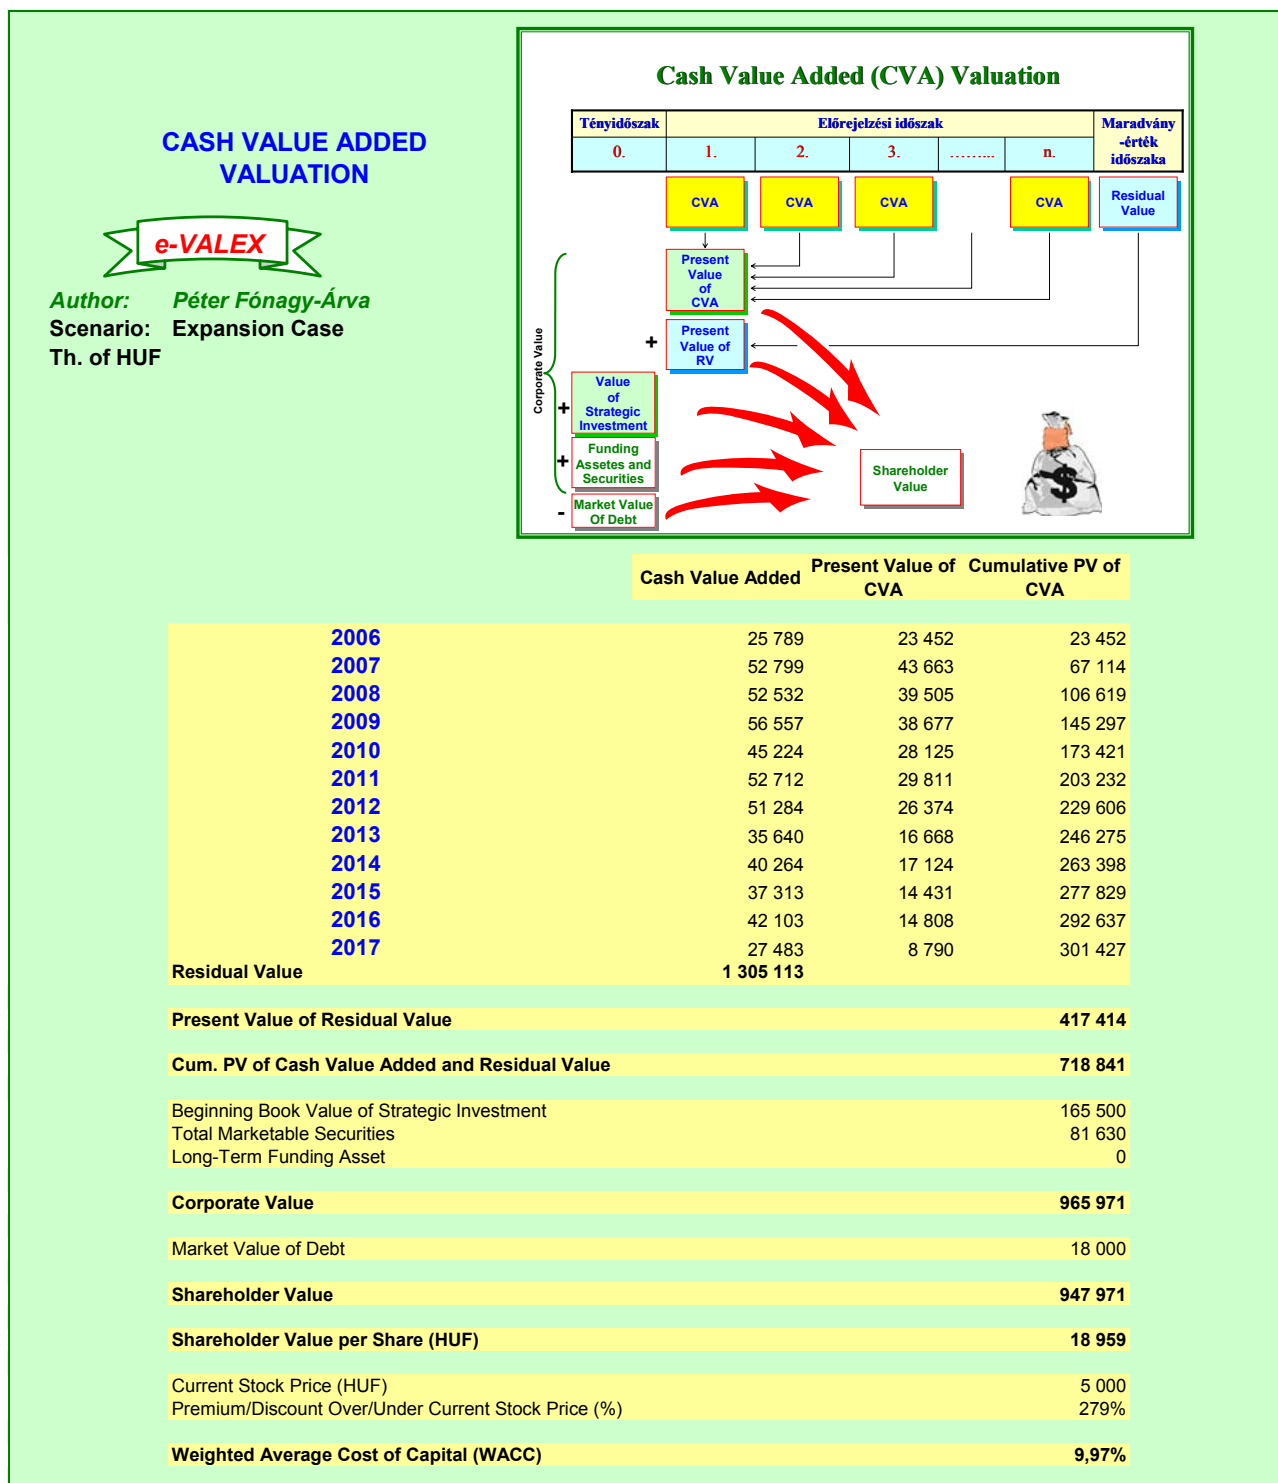 CASH VALUE ADDED
VALUATION
e-VALEX
Author: Péter Fónagy-Árva
Scenario: Expansion Case
Th. of HUF
Cash Value Added (CVA) Valuation
Tényidőszak Előrejelzési időszak Maradvány
-érték
időszaka
0. 1. 2. 3. ……... n.
CVA CVA CVA CVA Residual
Value
Present
Value
of
CVA
+ Present
Value of
RV
Corporate Value
+ Value
of
Strategic
Investment
+ Funding
Assetes and
Securities
- Market Value
Of Debt
Shareholder
Value
$
Cash Value Added Present Value of
CVA Cumulative PV of
CVA
2006 25 789 23 452 23 452
2007 52 799 43 663 67 114
2008 52 532 39 505 106 619
2009 56 557 38 677 145 297
2010 45 224 28 125 173 421
2011 52 712 29 811 203 232
2012 51 284 26 374 229 606
2013 35 640 16 668 246 275
2014 40 264 17 124 263 398
2015 37 313 14 431 277 829
2016 42 103 14 808 292 637
2017 27 483 8 790 301 427
Residual Value 1 305 113
Present Value of Residual Value 417 414
Cum. PV of Cash Value Added and Residual Value 718 841
Beginning Book Value of Strategic Investment 165 500
Total Marketable Securities 81 630
Long-Term Funding Asset 0
Corporate Value 965 971
Market Value of Debt 18 000
Shareholder Value 947 971
Shareholder Value per Share (HUF) 18 959
Current Stock Price (HUF) 5 000
Premium/Discount Over/Under Current Stock Price (%) 279%
Weighted Average Cost of Capital (WACC) 9,97%